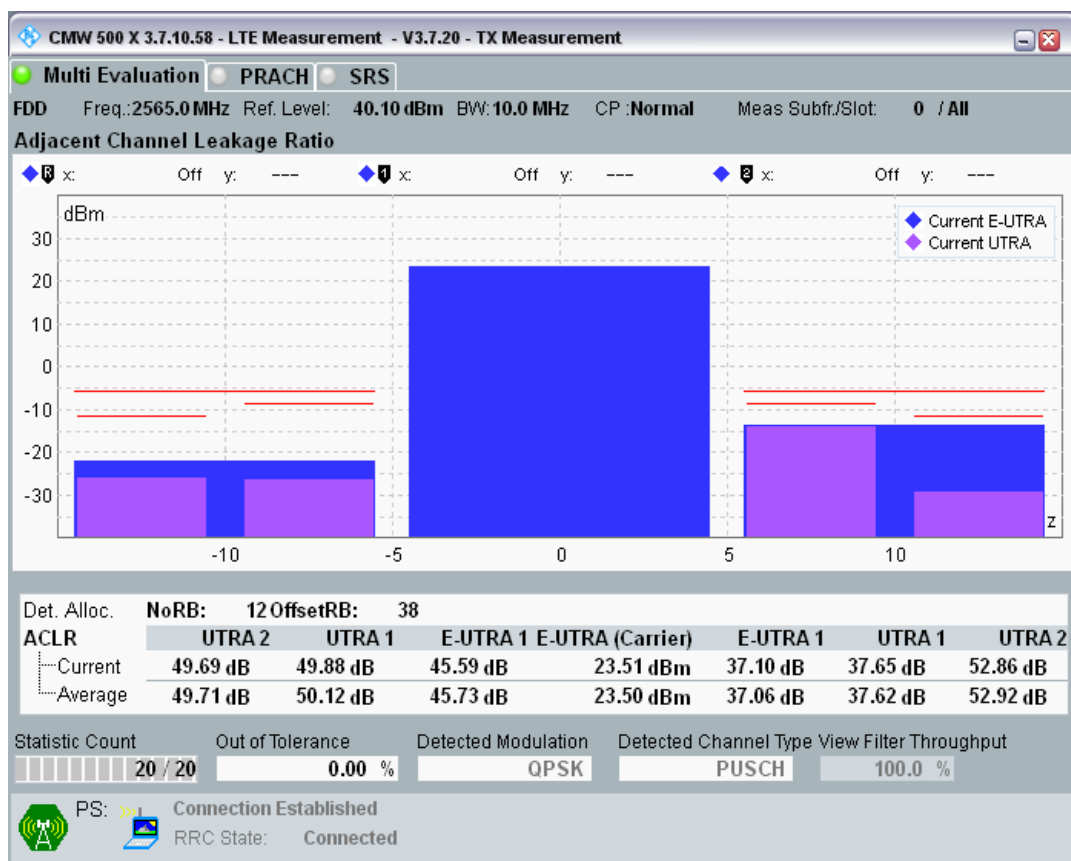 CMW 500 X 3.7.10.58 - LTE Measurement - V3.7.20 - TX Measurement
Multi Evaluation PRACH SRS
FDD Freq.:2565.0 MHz Ref. Level: 40.10 dBm BW:10.0 MHz CP :Normal Meas Subfr./Slot: 0 / All
Adjacent Channel Leakage Ratio
R x: Off y: --- 1 x: Off y: --- 2 x: Off y: ---
dBm
Current E-UTRA
Current UTRA
30
20
10
0
-10
-20
-30
z
-10 -5 0 5 10
Det. Alloc. NoRB: 12 OffsetRB: 38
ACLR UTRA 2 UTRA 1 E-UTRA 1 E-UTRA (Carrier) E-UTRA 1 UTRA 1 UTRA 2
Current 49.69 dB 49.88 dB 45.59 dB 23.51 dBm 37.10 dB 37.65 dB 52.86 dB
Average 49.71 dB 50.12 dB 45.73 dB 23.50 dBm 37.06 dB 37.62 dB 52.92 dB
Statistic Count Out of Tolerance Detected Modulation Detected Channel Type View Filter Throughput
20 / 20 0.00 % QPSK PUSCH 100.0 %
PS: Connection Established
RRC State: Connected